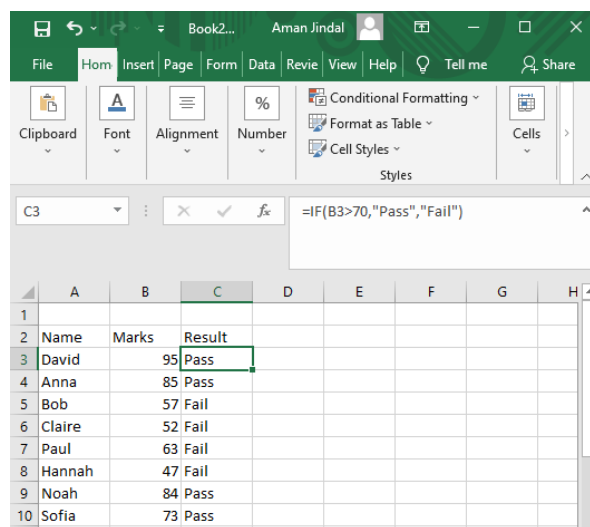 Book2... Aman Jindal
File Hom Insert Page Form Data Revie View Help Tell me Share
Clipboard Font Alignment Number Cells
%
Conditional Formatting
Format as Table
Cell Styles
Styles
C3 fx =IF(B3>70,"Pass","Fail")
A B C D E F G H
1
2 Name Marks Result
3 David 95 Pass
4 Anna 85 Pass
5 Bob 57 Fail
6 Claire 52 Fail
7 Paul 63 Fail
8 Hannah 47 Fail
9 Noah 84 Pass
10 Sofia 73 Pass